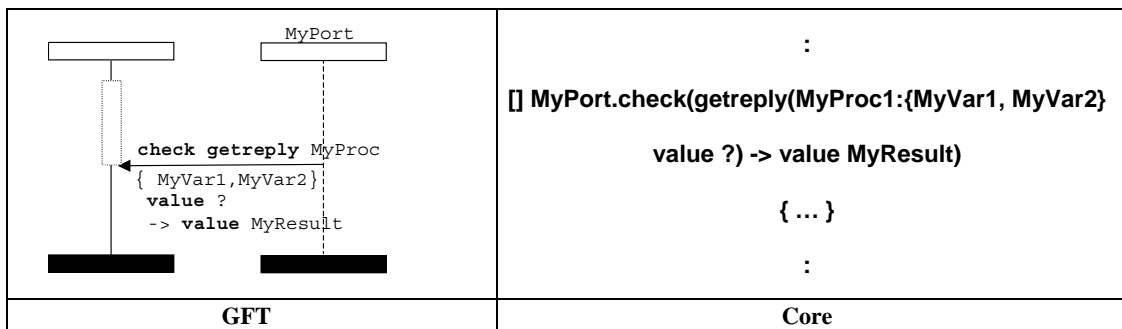 MyPort
check getreply MyProc
{ MyVar1,MyVar2}
value ?
-> value MyResult
GFT
:
[] MyPort.check(getreply(MyProc1:{MyVar1, MyVar2}
value ?) -> value MyResult)
{ … }
:
Core